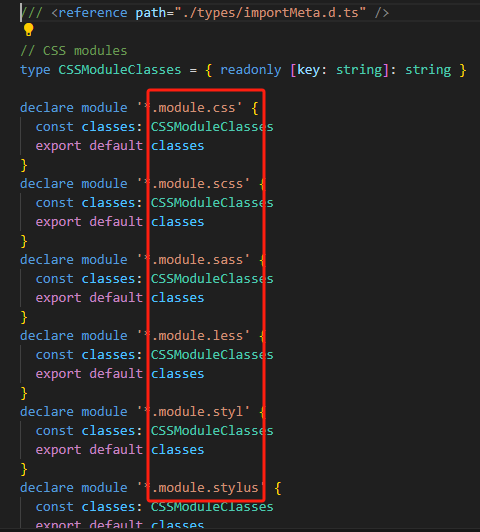 /// <reference path="./types/importMeta.d.ts" />
// CSS modules
type CSSModuleClasses = { readonly [key: string]: string }
declare module '*.module.css' {
const classes: CSSModuleClasses
export default classes
}
declare module '*.module.scss' {
const classes: CSSModuleClasses
export default classes
}
declare module '*.module.sass' {
const classes: CSSModuleClasses
export default classes
}
declare module '*.module.less' {
const classes: CSSModuleClasses
export default classes
}
declare module '*.module.styl' {
const classes: CSSModuleClasses
export default classes
}
declare module '*.module.stylus' {
const classes: CSSModuleClasses
export default classes